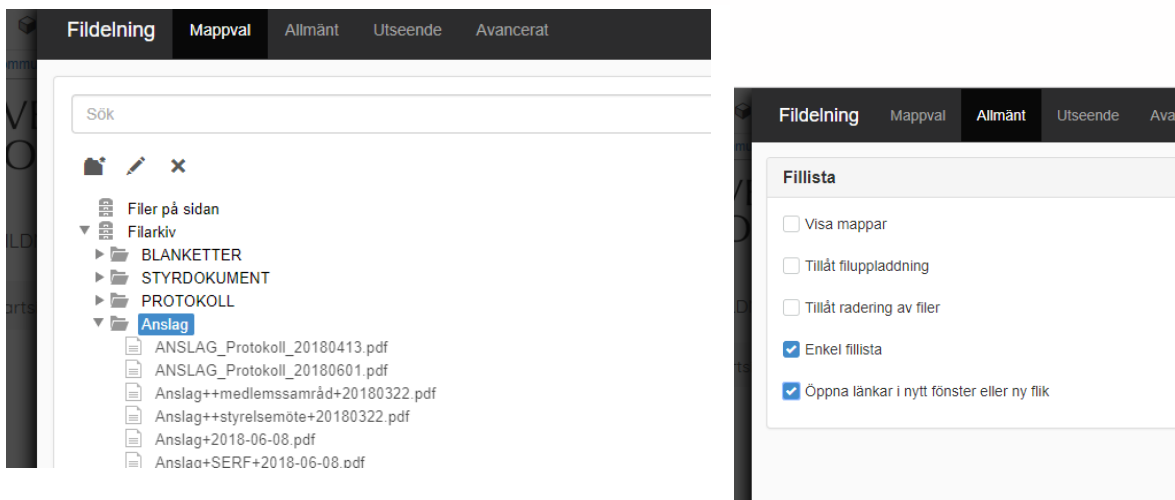 Fildelning Mappval Allmänt Utseende Avancerat
Sök
Filer på sidan
Filarkiv
BLANKETTER
STYRDOKUMENT
PROTOKOLL
Anslag
ANSLAG_Protokoll_20180413.pdf
ANSLAG_Protokoll_20180601.pdf
Anslag++medlemssamråd+20180322.pdf
Anslag++styrelsemöte+20180322.pdf
Anslag+2018-06-08.pdf
Anslag+SERF+2018-06-08.pdf
Fildelning Mappval Allmänt Utseende Ava
Fillista
Visa mappar
Tillåt filuppladdning
Tillåt radering av filer
Enkel fillista
Öppna länkar i nytt fönster eller ny flik